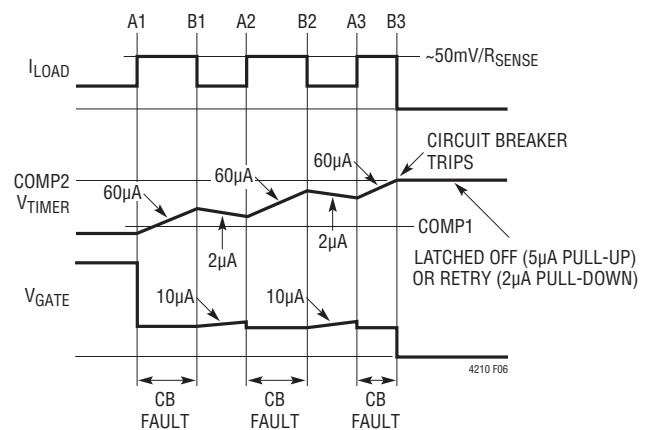 A1 B1 A2 B2 A3 B3
~50mV/RSENSE
ILOAD
CIRCUIT BREAKER
TRIPS
COMP2
VTIMER
60µA
60µA
60µA
COMP1
2µA
2µA
LATCHED OFF (5µA PULL-UP)
OR RETRY (2µA PULL-DOWN)
VGATE
10µA
10µA
4210 F06
CB
FAULT
CB
FAULT
CB
FAULT